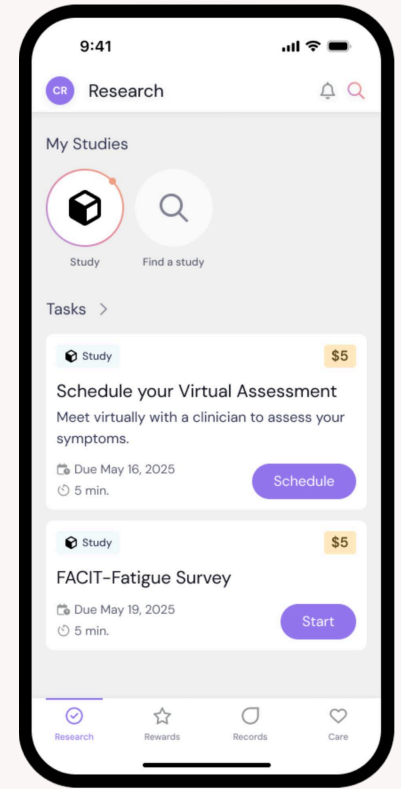 9:41
CR
Research
My Studies
Study
Find a study
Tasks >
Study
$5
Schedule your Virtual Assessment
Meet virtually with a clinician to assess your
symptoms.
Due May 16, 2025
5 min.
Schedule
Study
$5
FACIT-Fatigue Survey
Due May 19, 2025
5 min.
Start
Research
Rewards
Records
Care